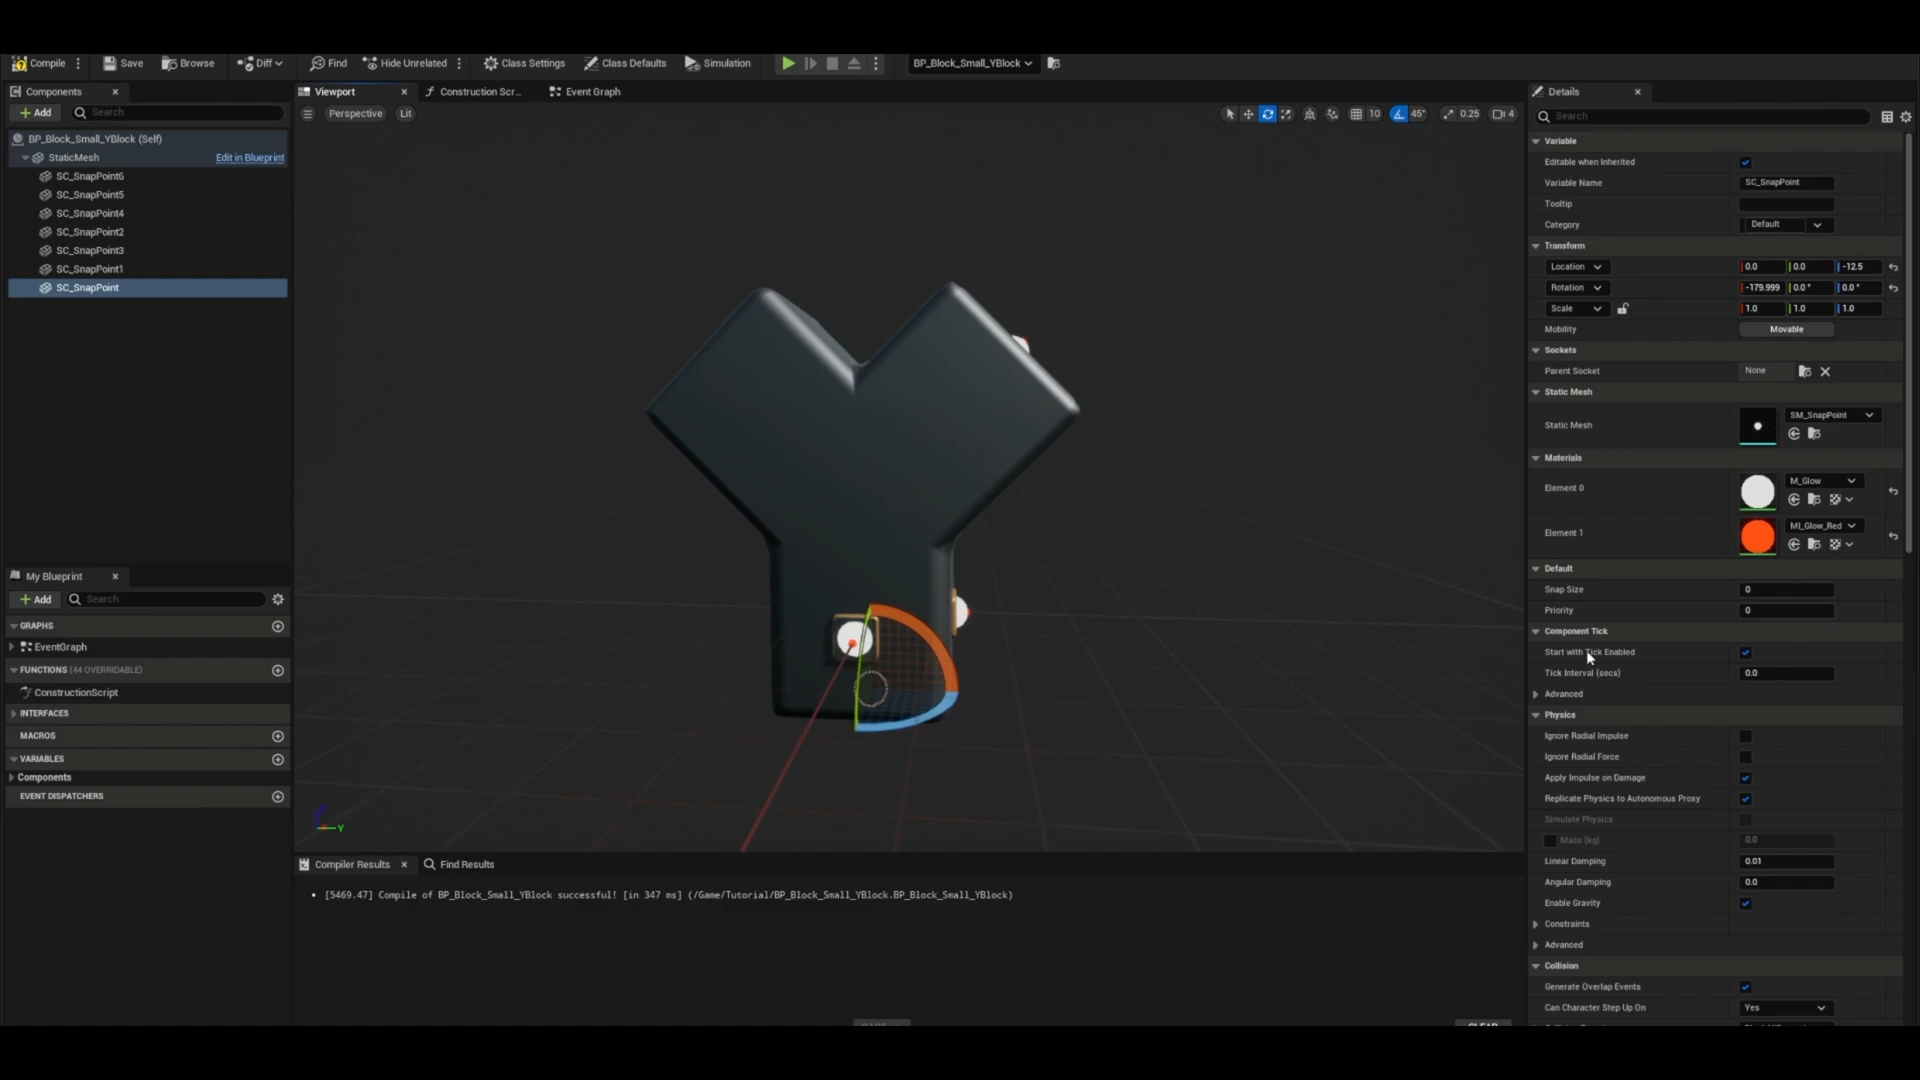 Compile
Save
Browse
Diff
Find
Hide Unrelated
Class Settings
Class Defaults
Simulation
BP_Block_Small_YBlock
Components
Viewport
Construction Scr...
Event Graph
Details
Add
Search
Perspective
Lit
10
45°
0.25
4
Search
BP_Block_Small_YBlock (Self)
StaticMesh
Edit in Blueprint
SC_SnapPoint6
SC_SnapPoint5
SC_SnapPoint4
SC_SnapPoint2
SC_SnapPoint3
SC_SnapPoint1
SC_SnapPoint
My Blueprint
Add
Search
GRAPHS
EventGraph
FUNCTIONS (44 OVERRIDABLE)
ConstructionScript
INTERFACES
MACROS
VARIABLES
Components
EVENT DISPATCHERS
Y
Compiler Results
Find Results
[5469.47] Compile of BP_Block_Small_YBlock successful! [in 347 ms] (/Game/Tutorial/BP_Block_Small_YBlock.BP_Block_Small_YBlock)
Variable
Editable when Inherited
Variable Name SC_SnapPoint
Tooltip
Category Default
Transform
Location 0.0 0.0 -12.5
Rotation -179.999 0.0° 0.0°
Scale 1.0 1.0 1.0
Mobility Movable
Sockets
Parent Socket None
Static Mesh
Static Mesh SM_SnapPoint
Materials
Element 0 M_Glow
Element 1 MI_Glow_Red
Default
Snap Size 0
Priority 0
Component Tick
Start with Tick Enabled
Tick Interval (secs) 0.0
Advanced
Physics
Ignore Radial Impulse
Ignore Radial Force
Apply Impulse on Damage
Replicate Physics to Autonomous Proxy
Simulate Physics
Mass (kg) 0.0
Linear Damping 0.01
Angular Damping 0.0
Enable Gravity
Constraints
Advanced
Collision
Generate Overlap Events
Can Character Step Up On Yes